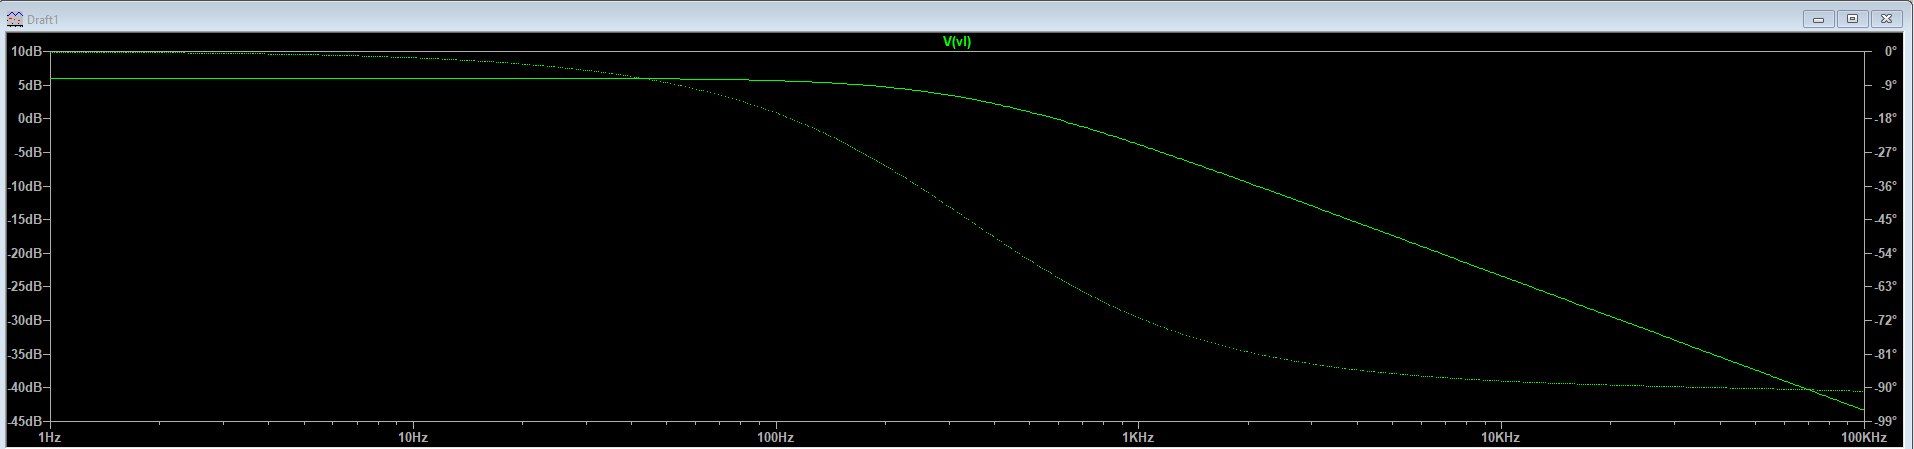 Draft1
V(vl)
10dB
0°
5dB
-9°
0dB
-18°
-5dB
-27°
-10dB
-36°
-15dB
-45°
-20dB
-54°
-25dB
-63°
-30dB
-72°
-35dB
-81°
-40dB
-90°
-45dB
-99°
1Hz 10Hz 100Hz 1KHz 10KHz 100KHz